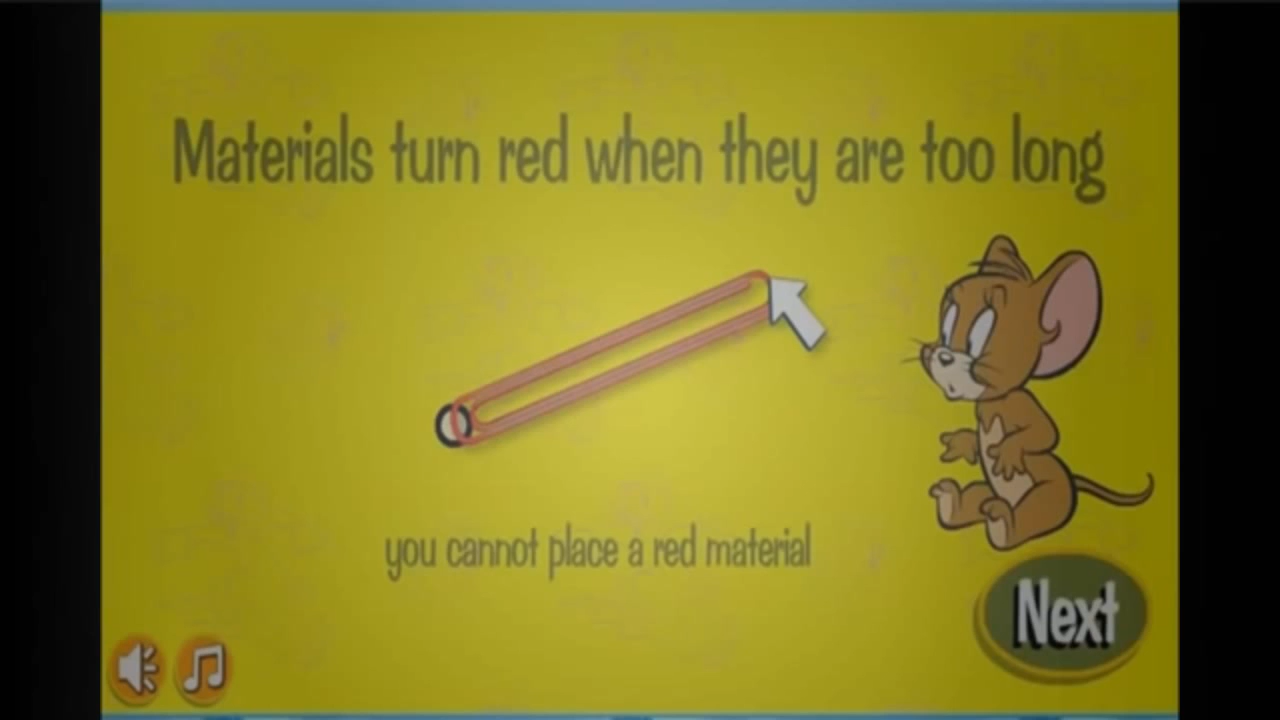 Materials turn red when they are too long
you cannot place a red material
Next